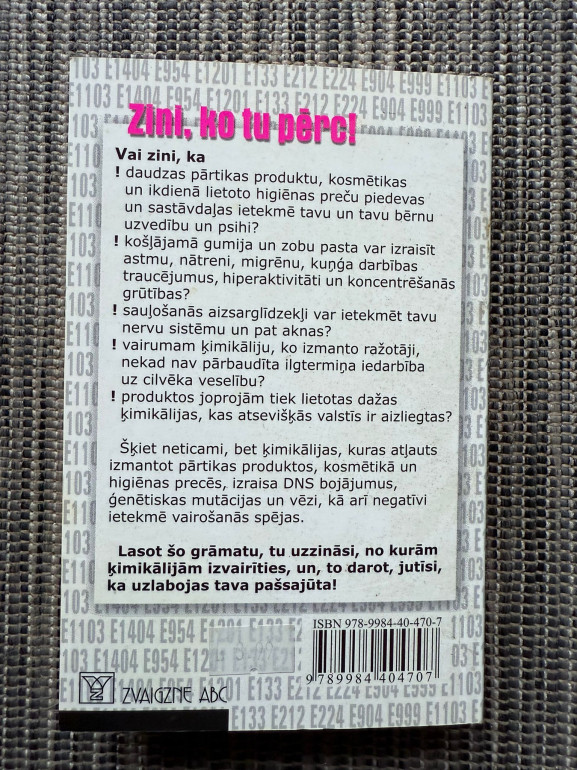 103 E1404 E954 E1201 E133 E212 E224 E904 E999 E1103
E1103 E1404 E954 E1201 E133 E212 E224 E904 E999 E1103
Zini, ko tu pērc!
Vai zini, ka
! daudzas pārtikas produktu, kosmētikas
un ikdienā lietoto higiēnas preču piedevas
un sastāvdaļas ietekmē tavu un tavu bērnu
uzvedību un psihi?
! košļājamā gumija un zobu pasta var izraisīt
astmu, nātreni, migrēnu, kuņģa darbības
traucējumus, hiperaktivitāti un koncentrēšanās
grūtības?
! sauļošanās aizsarglīdzekļi var ietekmēt tavu
nervu sistēmu un pat aknas?
! vairumam ķimikāliju, ko izmanto ražotāji,
nekad nav pārbaudīta ilgtermiņa iedarbība
uz cilvēka veselību?
! produktos joprojām tiek lietotas dažas
ķimikālijas, kas atsevišķās valstīs ir aizliegtas?
Šķiet neticami, bet ķimikālijas, kuras atļauts
izmantot pārtikas produktos, kosmētikā un
higiēnas precēs, izraisa DNS bojājumus,
ģenētiskas mutācijas un vēzi, kā arī negatīvi
ietekmē vairošanās spējas.
Lasot šo grāmatu, tu uzzināsi, no kurām
ķimikālijām izvairīties, un, to darot, jutīsi,
ka uzlabojas tava pašsajūta!
ISBN 978-9984-40-470-7
E1103 E1404 E954 E1201 E133 E212
9 789984 404707
ZVAIGZNE ABC
E133 E212 E224 E904 E999 E1103